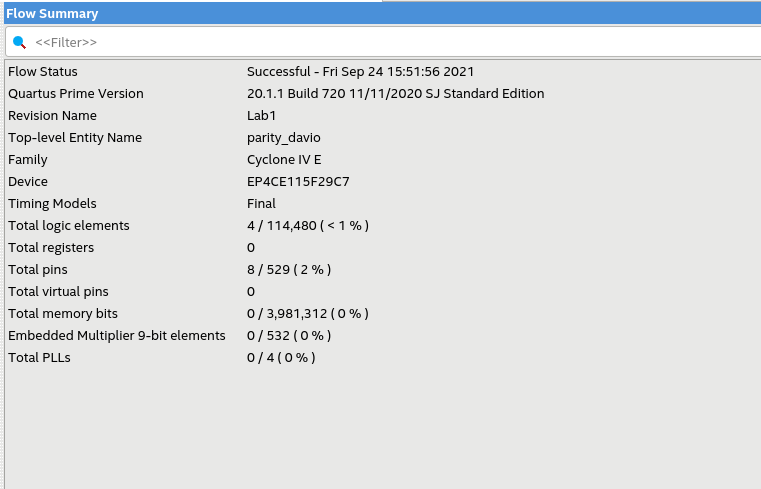 Flow Summary
<<Filter>>
Flow Status Successful - Fri Sep 24 15:51:56 2021
Quartus Prime Version 20.1.1 Build 720 11/11/2020 SJ Standard Edition
Revision Name Lab1
Top-level Entity Name parity_davio
Family Cyclone IV E
Device EP4CE115F29C7
Timing Models Final
Total logic elements 4 / 114,480 ( < 1 % )
Total registers 0
Total pins 8 / 529 ( 2 % )
Total virtual pins 0
Total memory bits 0 / 3,981,312 ( 0 % )
Embedded Multiplier 9-bit elements 0 / 532 ( 0 % )
Total PLLs 0 / 4 ( 0 % )